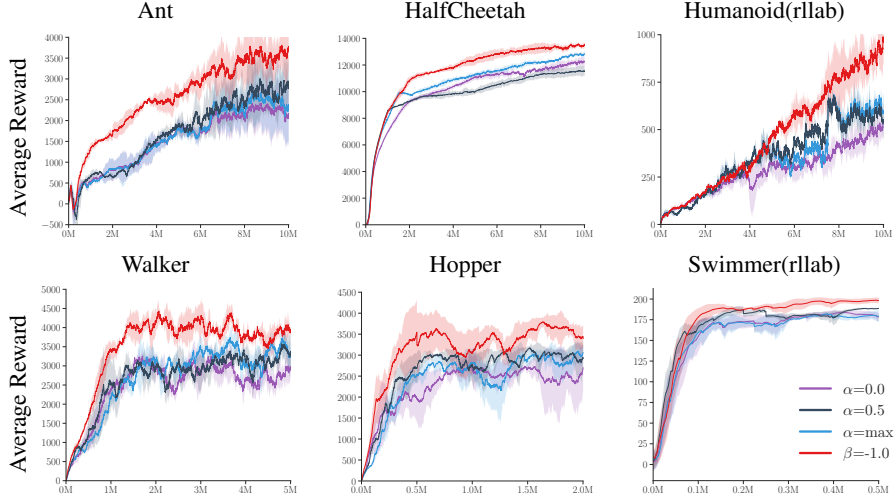 Ant
HalfCheetah
Humanoid(rllab)
Average Reward
4000
3500
3000
2500
2000
1500
1000
500
0
−500
0M
2M
4M
6M
8M
10M
14000
12000
10000
8000
6000
4000
2000
0
0M
2M
4M
6M
8M
10M
1000
750
500
250
0
0M
2M
4M
6M
8M
10M
Walker
Hopper
Swimmer(rllab)
Average Reward
5000
4500
4000
3500
3000
2500
2000
1500
1000
500
0
0M
1M
2M
3M
4M
5M
4500
4000
3500
3000
2500
2000
1500
1000
500
0
0.0M
0.5M
1.0M
1.5M
2.0M
200
175
150
125
100
75
50
25
0
0.0M
0.1M
0.2M
0.4M
0.5M
α=0.0
α=0.5
α=max
β=-1.0